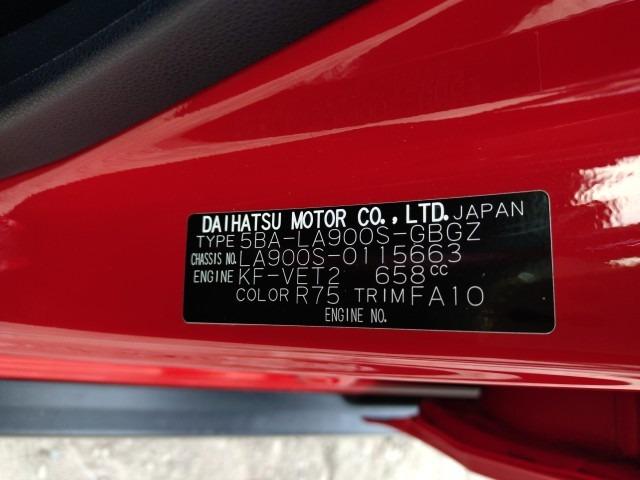 DAIHATSU MOTOR CO., LTD. JAPAN
TYPE 5BA-LA900S-GBGZ
CHASSIS NO. LA900S-0115663
ENGINE KF-VET2 658cc
COLOR R75 TRIM FA10
ENGINE NO.